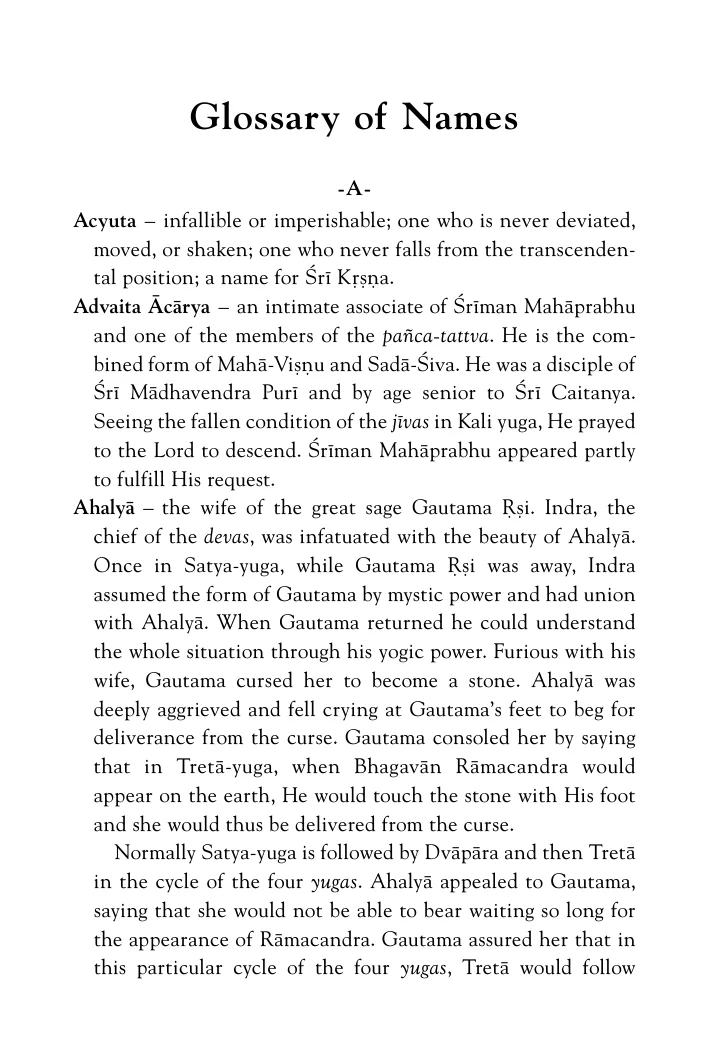 Glossary of Names
-A-
Acyuta – infallible or imperishable; one who is never deviated,
moved, or shaken; one who never falls from the transcenden-
tal position; a name for Śrī Kṛṣṇa.
Advaita Ācārya – an intimate associate of Śrīman Mahāprabhu
and one of the members of the pañca-tattva. He is the com-
bined form of Mahā-Viṣṇu and Sadā-Śiva. He was a disciple of
Śrī Mādhavendra Purī and by age senior to Śrī Caitanya.
Seeing the fallen condition of the jīvas in Kali yuga, He prayed
to the Lord to descend. Śrīman Mahāprabhu appeared partly
to fulfill His request.
Ahalyā – the wife of the great sage Gautama Ṛṣi. Indra, the
chief of the devas, was infatuated with the beauty of Ahalyā.
Once in Satya-yuga, while Gautama Ṛṣi was away, Indra
assumed the form of Gautama by mystic power and had union
with Ahalyā. When Gautama returned he could understand
the whole situation through his yogic power. Furious with his
wife, Gautama cursed her to become a stone. Ahalyā was
deeply aggrieved and fell crying at Gautama’s feet to beg for
deliverance from the curse. Gautama consoled her by saying
that in Tretā-yuga, when Bhagavān Rāmacandra would
appear on the earth, He would touch the stone with His foot
and she would thus be delivered from the curse.
Normally Satya-yuga is followed by Dvāpāra and then Tretā
in the cycle of the four yugas. Ahalyā appealed to Gautama,
saying that she would not be able to bear waiting so long for
the appearance of Rāmacandra. Gautama assured her that in
this particular cycle of the four yugas, Tretā would follow